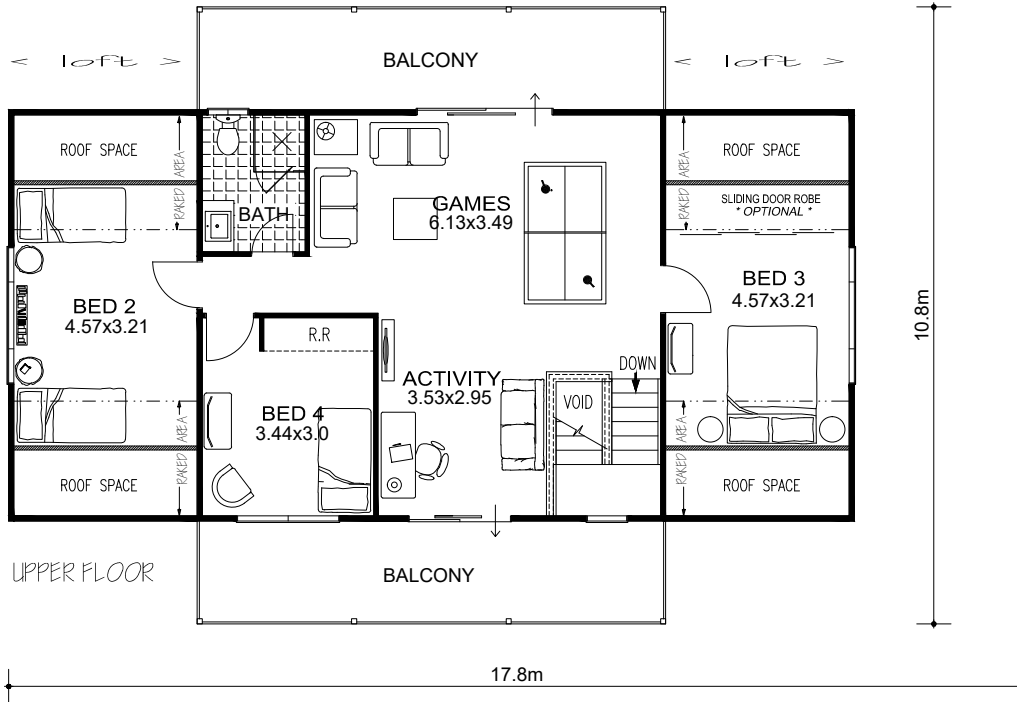 BALCONY
< loft >
< loft >
ROOF SPACE
RAKED AREA
BATH
GAMES
6.13x3.49
RAKED AREA
ROOF SPACE
SLIDING DOOR ROBE
* OPTIONAL *
BED 2
4.57x3.21
BED 3
4.57x3.21
10.8m
R.R
ACTIVITY
3.53x2.95
DOWN
VOID
BED 4
3.44x3.0
RAKED AREA
ROOF SPACE
RAKED AREA
ROOF SPACE
UPPER FLOOR
BALCONY
17.8m